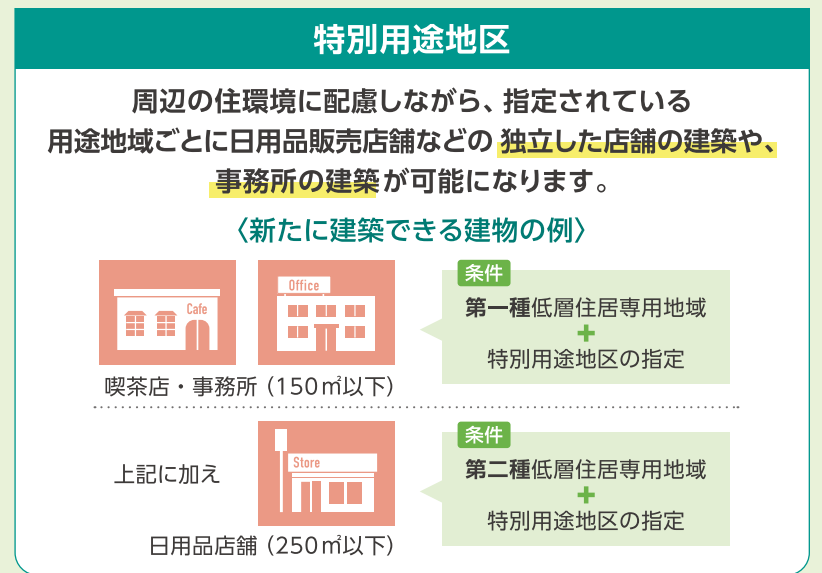 特別用途地区
周辺の住環境に配慮しながら、指定されている
用途地域ごとに日用品販売店舗などの 独立した店舗の建築や、
事務所の建築が可能になります。
〈新たに建築できる建物の例〉
Cafe
Office
喫茶店・事務所（150㎡以下）
条件
第一種低層住居専用地域
+
特別用途地区の指定
上記に加え
Store
日用品店舗（250㎡以下）
条件
第二種低層住居専用地域
+
特別用途地区の指定